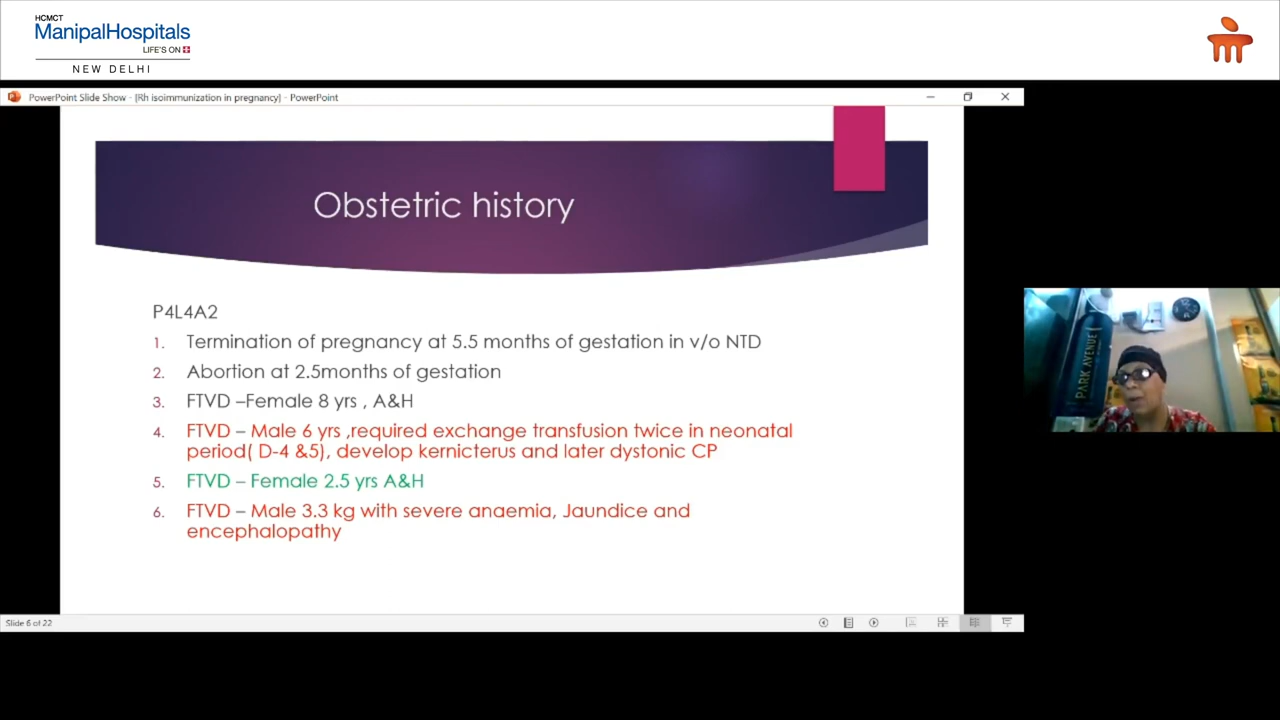 HCMCT
ManipalHospitals
LIFE'S ON
NEW DELHI
PowerPoint Slide Show - [Rh isoimmunization in pregnancy] - PowerPoint
Obstetric history
P4L4A2
1. Termination of pregnancy at 5.5 months of gestation in v/o NTD
2. Abortion at 2.5months of gestation
3. FTVD –Female 8 yrs , A&H
4. FTVD – Male 6 yrs ,required exchange transfusion twice in neonatal
period( D-4 &5), develop kernicterus and later dystonic CP
5. FTVD – Female 2.5 yrs A&H
6. FTVD – Male 3.3 kg with severe anaemia, Jaundice and
encephalopathy
PARK AVENUE
Slide 6 of 22